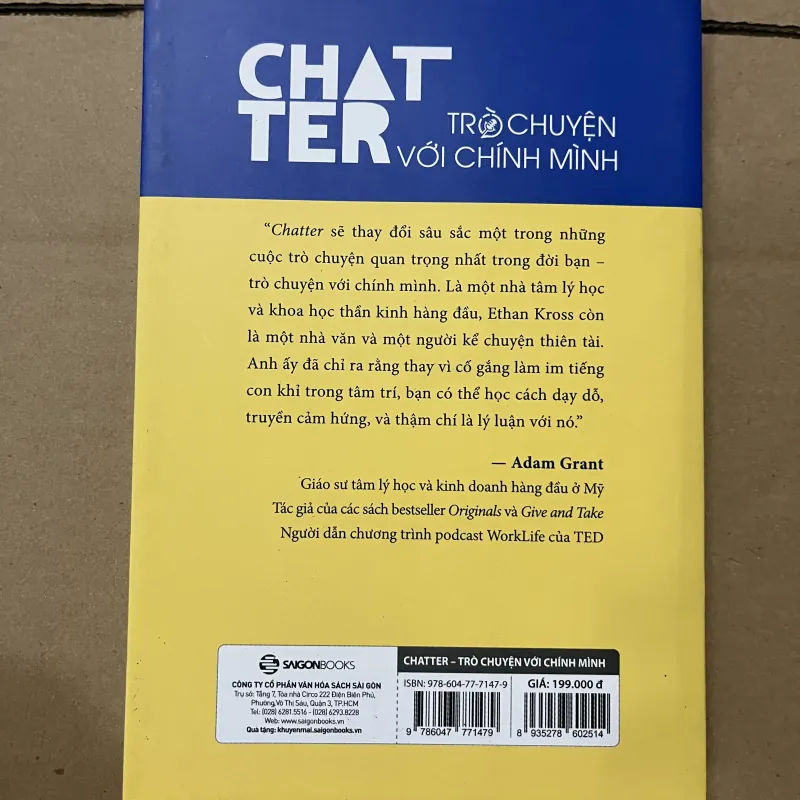 CHAT
TER
TRÒ CHUYỆN
VỚI CHÍNH MÌNH
“Chatter sẽ thay đổi sâu sắc một trong những
cuộc trò chuyện quan trọng nhất trong đời bạn –
trò chuyện với chính mình. Là một nhà tâm lý học
và khoa học thần kinh hàng đầu, Ethan Kross còn
là một nhà văn và một người kể chuyện thiên tài.
Anh ấy đã chỉ ra rằng thay vì cố gắng làm im tiếng
con khỉ trong tâm trí, bạn có thể học cách dạy dỗ,
truyền cảm hứng, và thậm chí là lý luận với nó.”
— Adam Grant
Giáo sư tâm lý học và kinh doanh hàng đầu ở Mỹ
Tác giả của các sách bestseller Originals và Give and Take
Người dẫn chương trình podcast WorkLife của TED
SAIGONBOOKS
CÔNG TY CỔ PHẦN VĂN HÓA SÁCH SÀI GÒN
Trụ sở: Tầng 7, Tòa nhà Circo 222 Điện Biên Phủ,
Phường Võ Thị Sáu, Quận 3, TP.HCM
Tel: (028) 6281.5516 - (028) 6293.8228
Web: www.saigonbooks.vn
Quà tặng: khuyenmai.saigonbooks.vn
CHATTER – TRÒ CHUYỆN VỚI CHÍNH MÌNH
ISBN: 978-604-77-7147-9
9 786047 771479
GIÁ: 199.000 đ
8 935278 602514